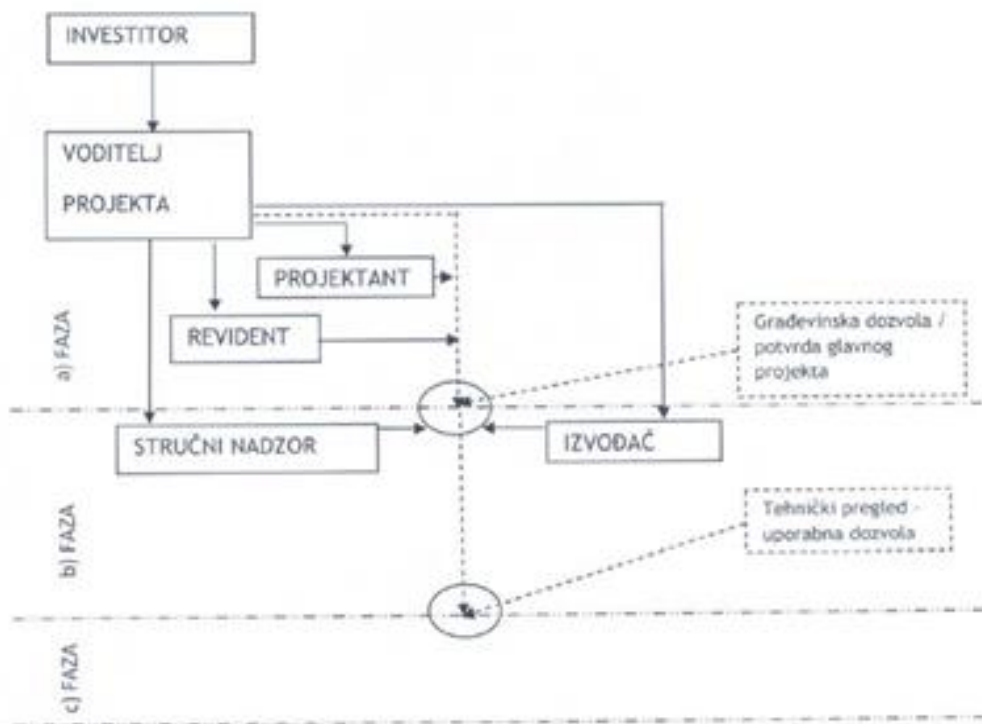 INVESTITOR
VODITELJ
PROJEKTA
PROJEKTANT
REVIDENT
a) FAZA
Građevinska dozvola /
potvrda glavnog
projekta
STRUČNI NADZOR
IZVOĐAČ
b) FAZA
Tehnički pregled -
uporabna dozvola
c) FAZA